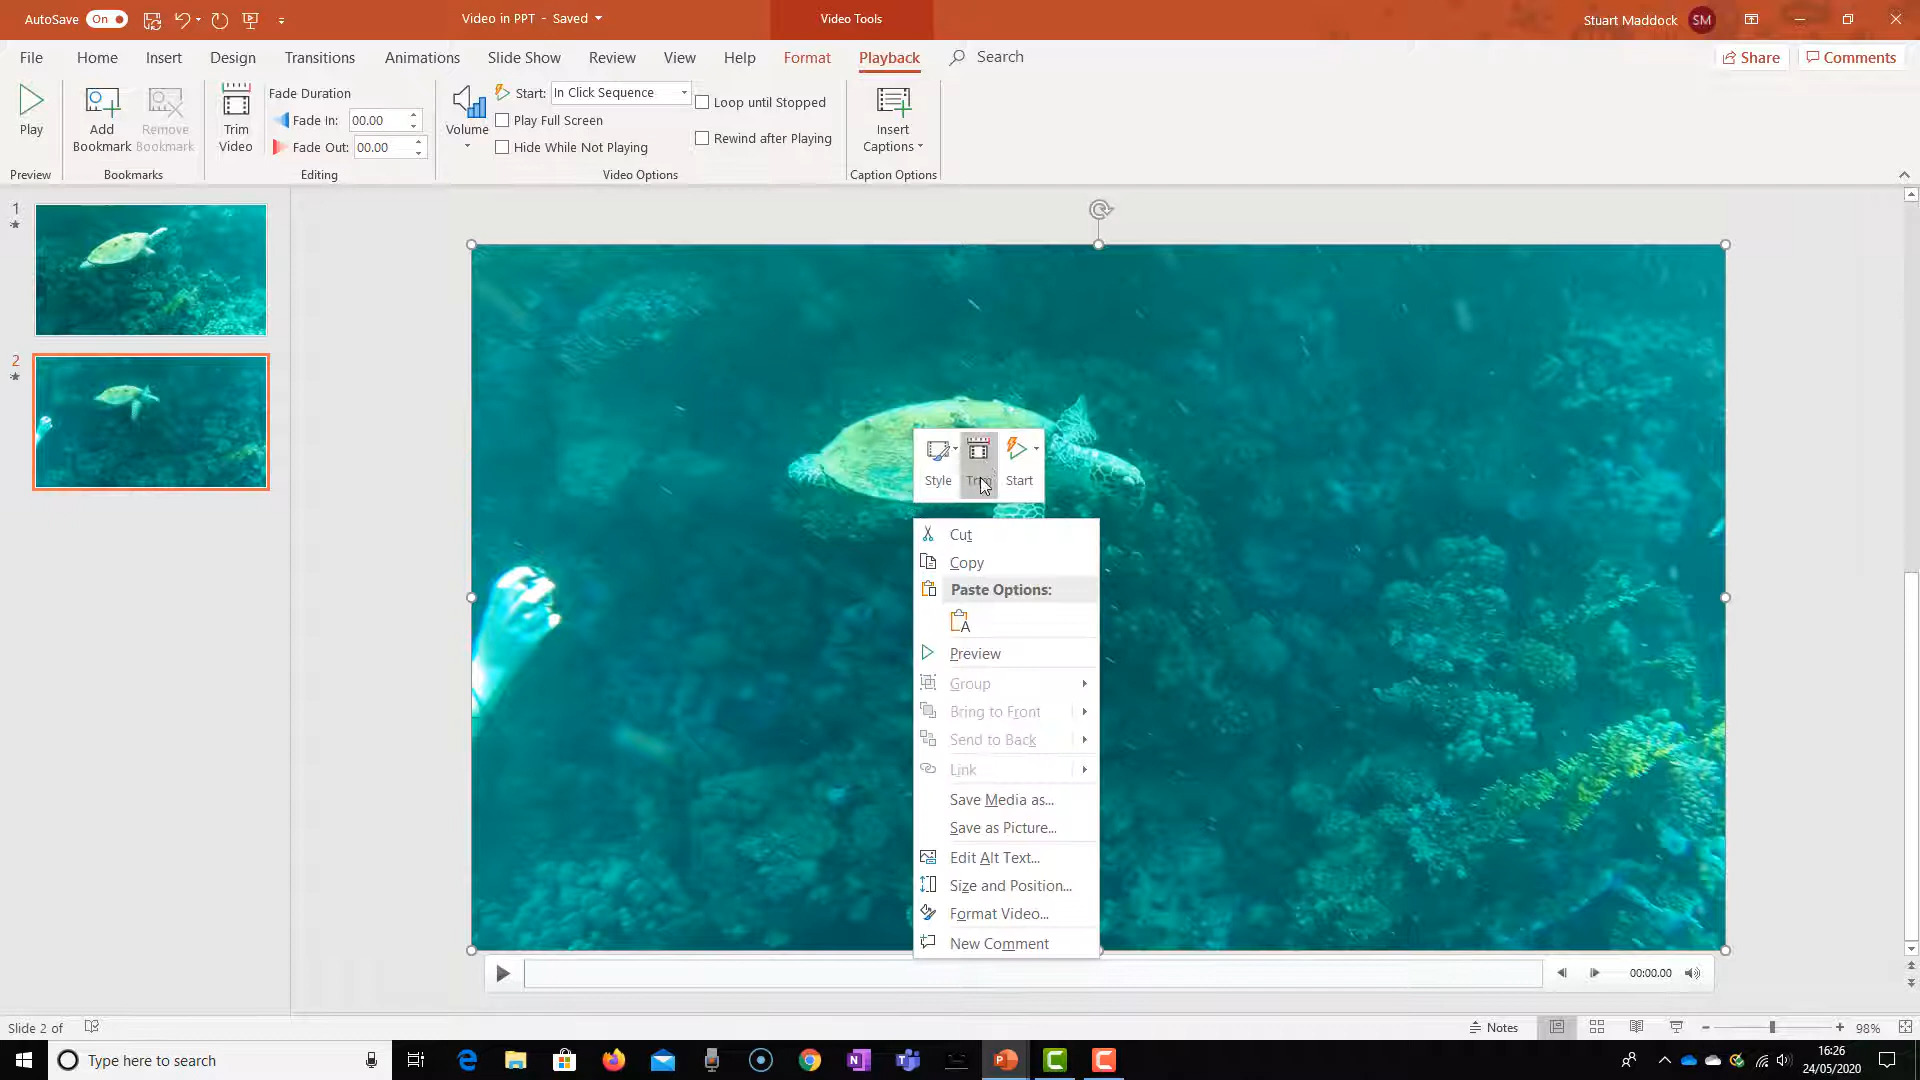 AutoSave On
Video in PPT - Saved
Video Tools
Stuart Maddock SM
File Home Insert Design Transitions Animations Slide Show Review View Help Format Playback Search Share Comments
Play
Add Bookmark
Remove Bookmark
Trim Video
Fade Duration
Fade In: 00.00
Fade Out: 00.00
Volume
Start: In Click Sequence
Play Full Screen
Hide While Not Playing
Loop until Stopped
Rewind after Playing
Insert Captions
Preview Bookmarks Editing Video Options Caption Options
1
2
Style Trim Start
Cut
Copy
Paste Options:
A
Preview
Group
Bring to Front
Send to Back
Link
Save Media as...
Save as Picture...
Edit Alt Text...
Size and Position...
Format Video...
New Comment
00:00.00
Slide 2 of
Notes
98%
Type here to search
16:26
24/05/2020